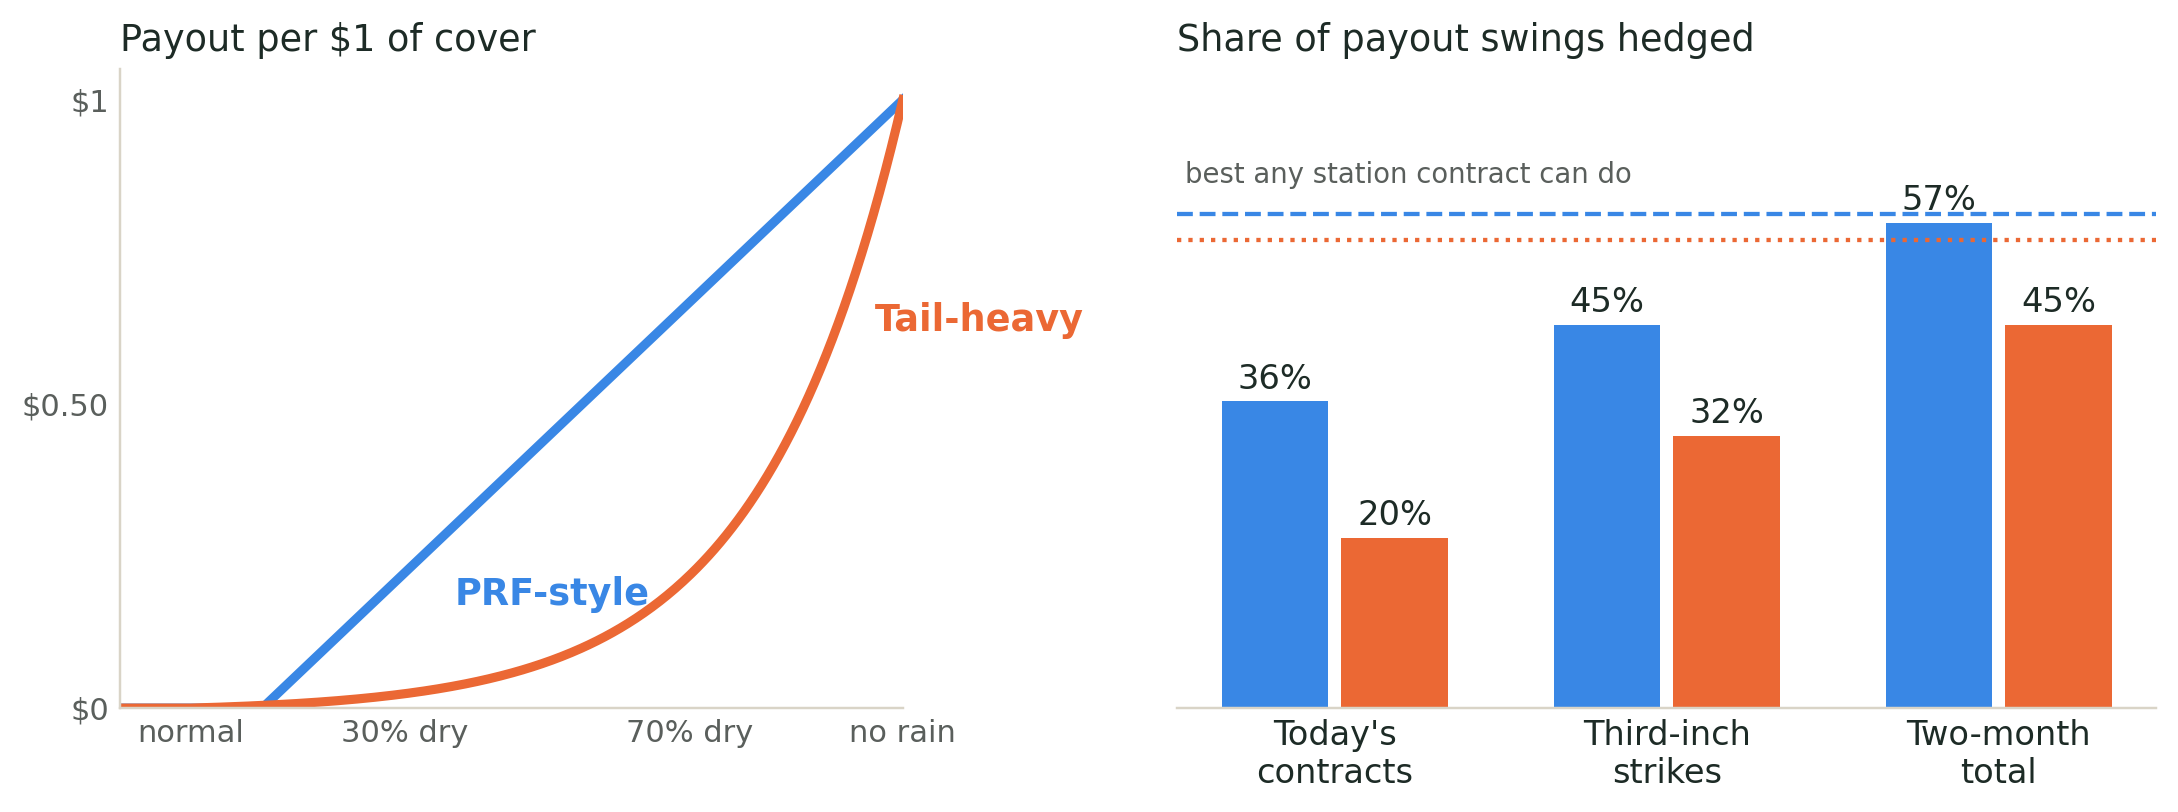 Payout per $1 of cover
$1
$0.50
$0
Tail-heavy
PRF-style
normal
30% dry
70% dry
no rain
Share of payout swings hedged
best any station contract can do
36%
20%
45%
32%
57%
45%
Today's
contracts
Third-inch
strikes
Two-month
total